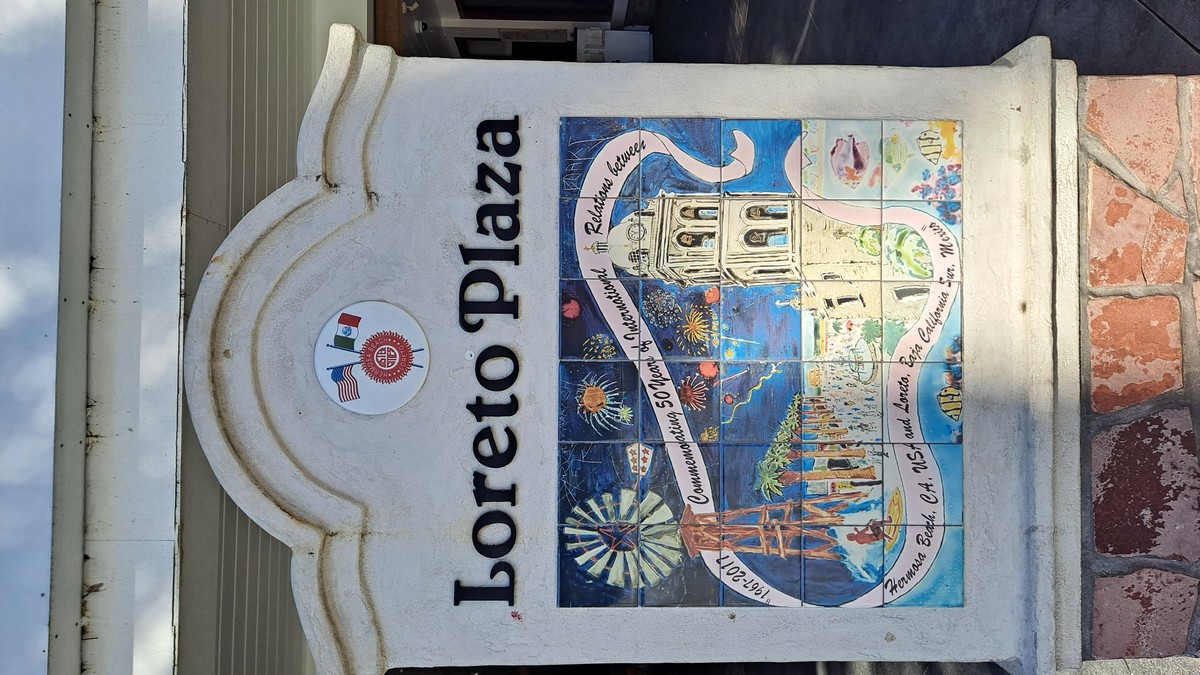 Loreto Plaza
"1967-2017 Commemorating 50 Years of International Relations between
Hermosa Beach, CA. USA and Loreto, Baja California Sur, Mexico"